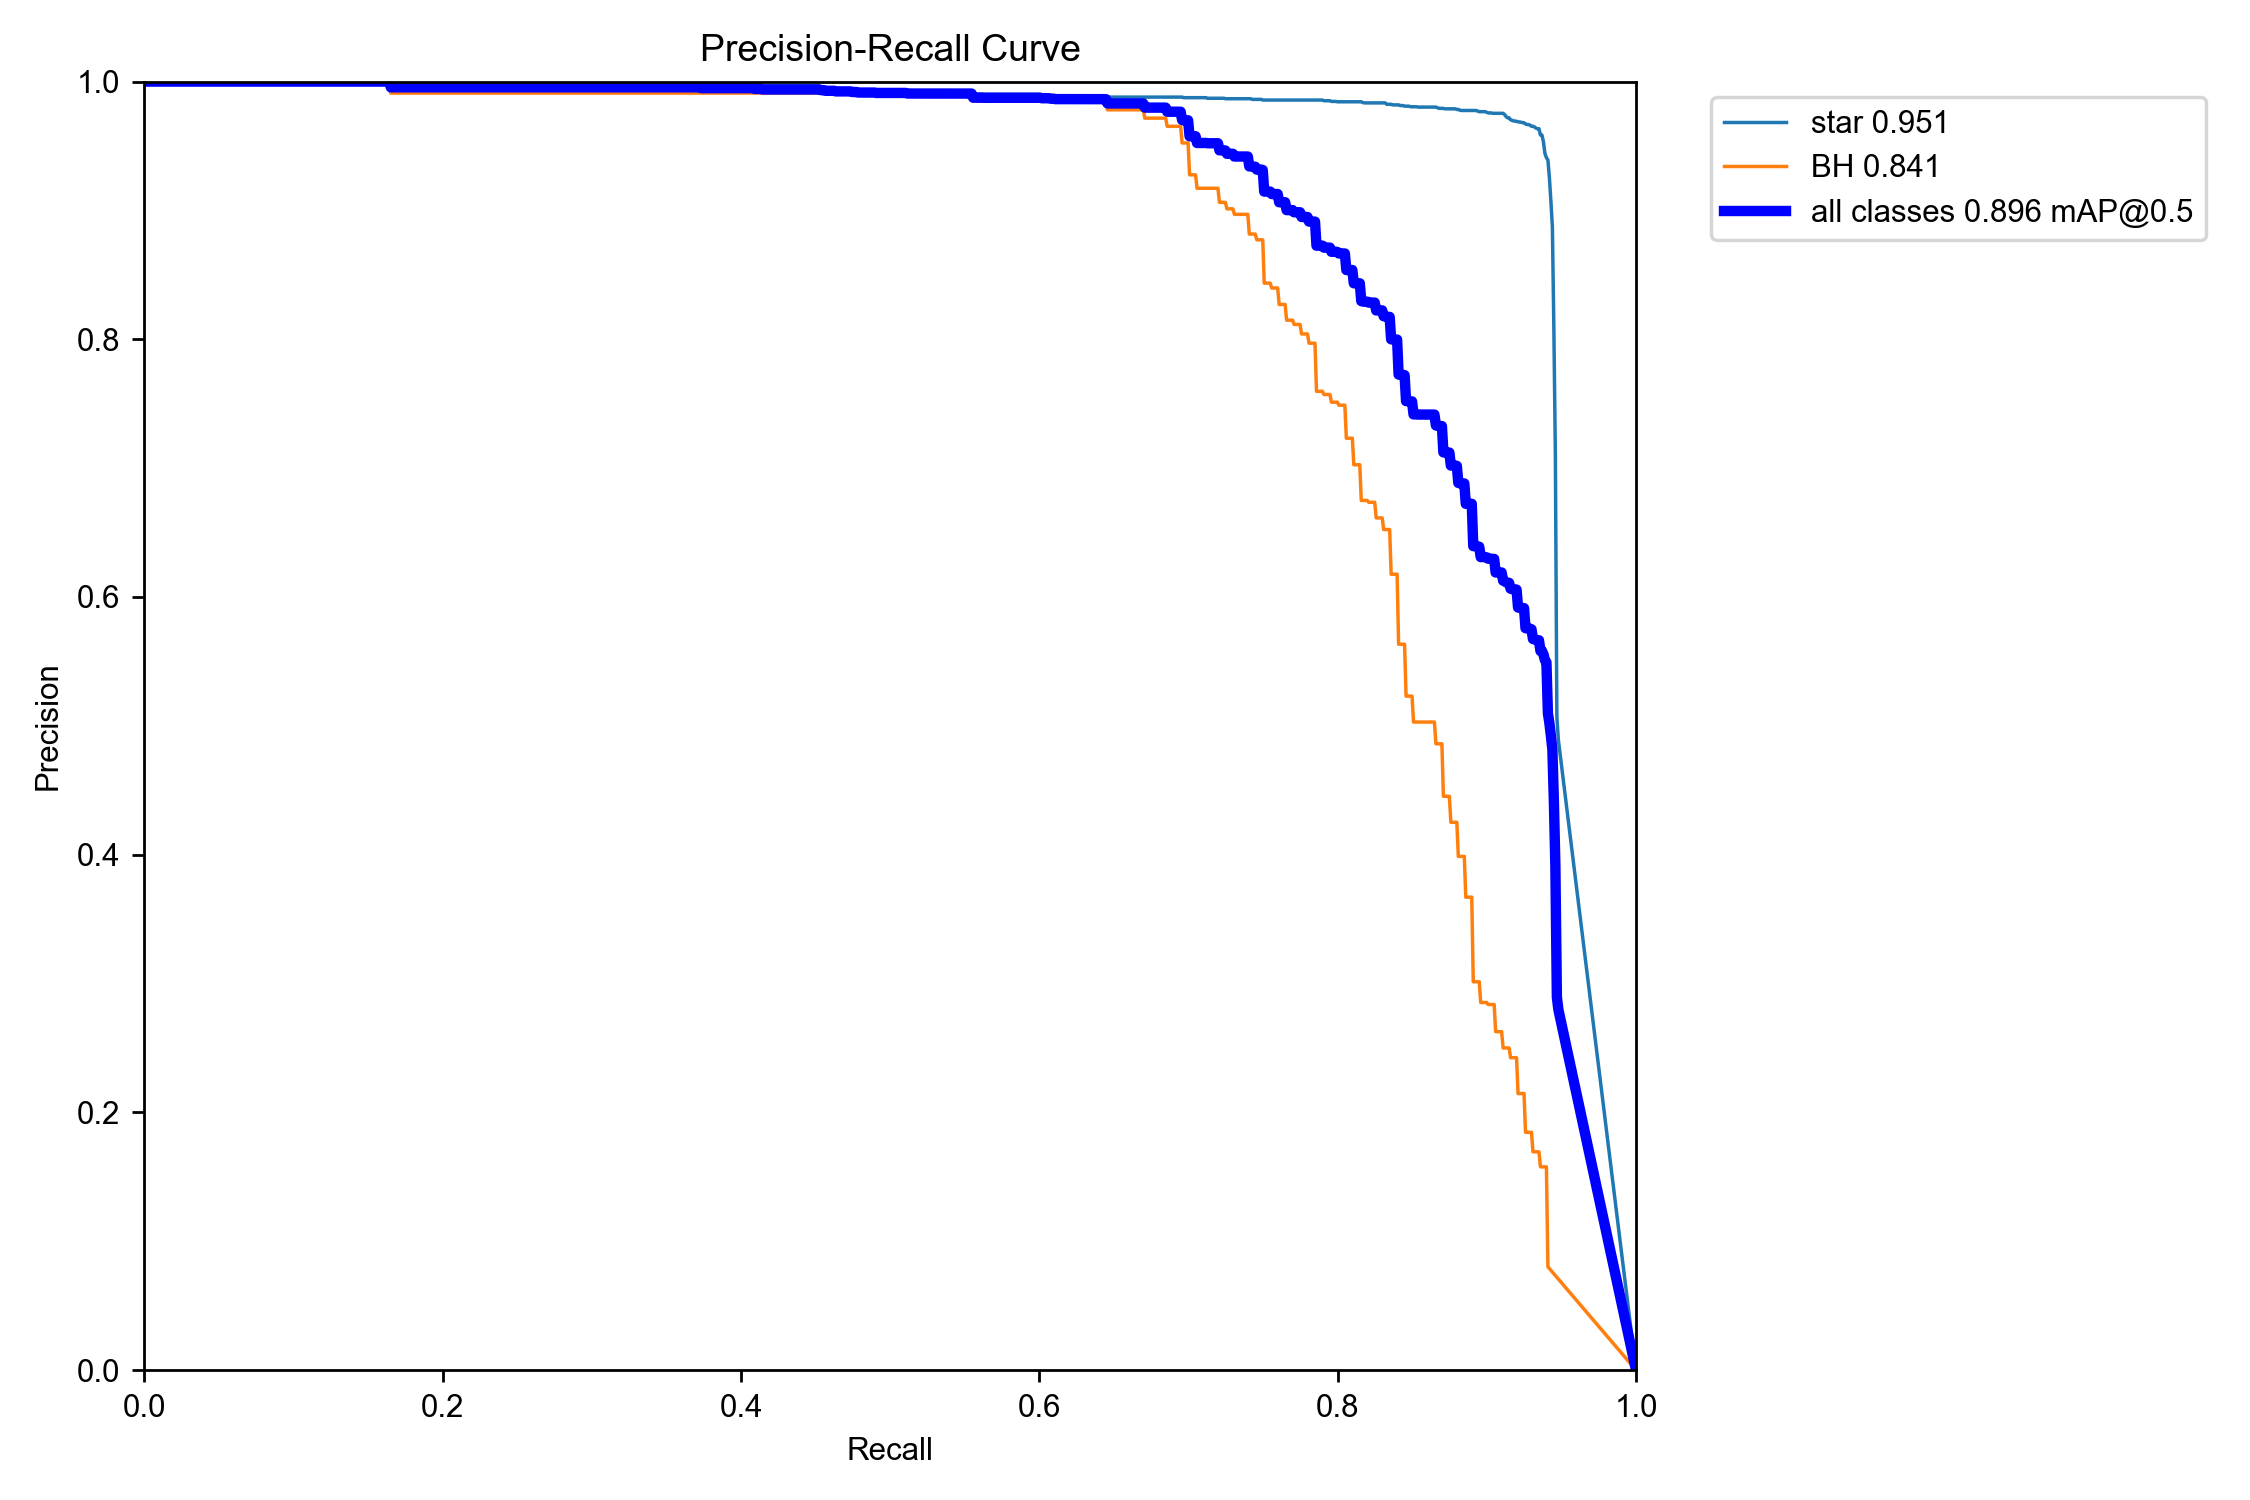 Precision-Recall Curve
star 0.951
BH 0.841
all classes 0.896 mAP@0.5
Precision
1.0
0.8
0.6
0.4
0.2
0.0
0.0 0.2 0.4 0.6 0.8 1.0
Recall